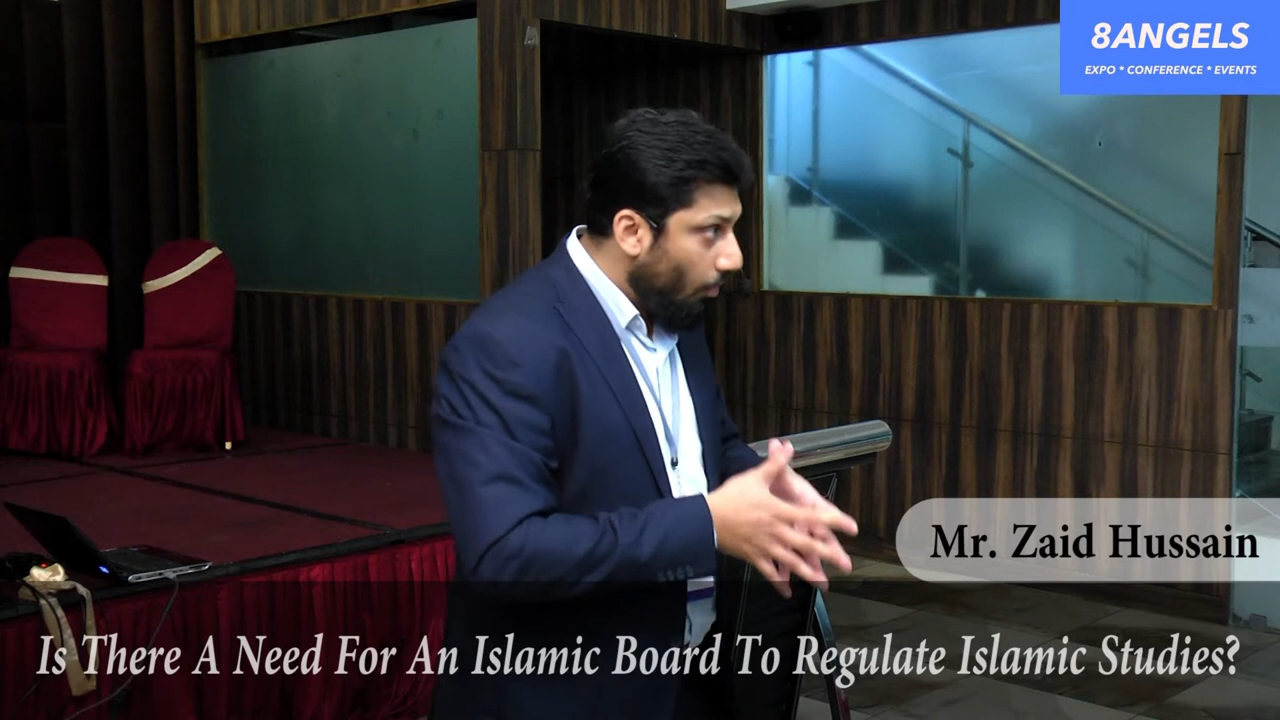 8ANGELS
EXPO * CONFERENCE * EVENTS
Mr. Zaid Hussain
Is There A Need For An Islamic Board To Regulate Islamic Studies?